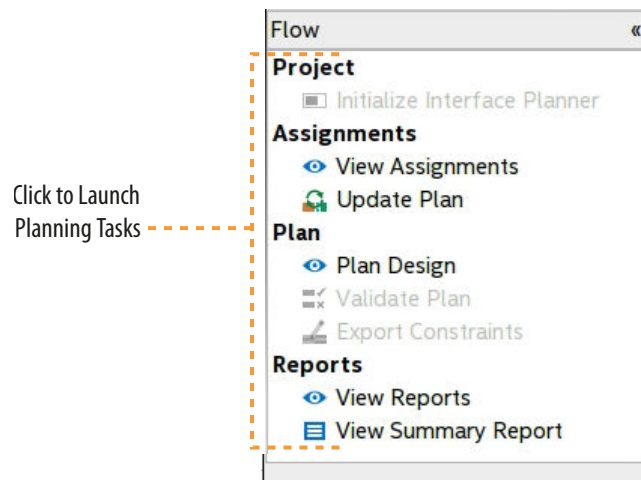 Flow «
Project
Initialize Interface Planner
Assignments
View Assignments
Update Plan
Click to Launch
Planning Tasks
Plan
Plan Design
Validate Plan
Export Constraints
Reports
View Reports
View Summary Report